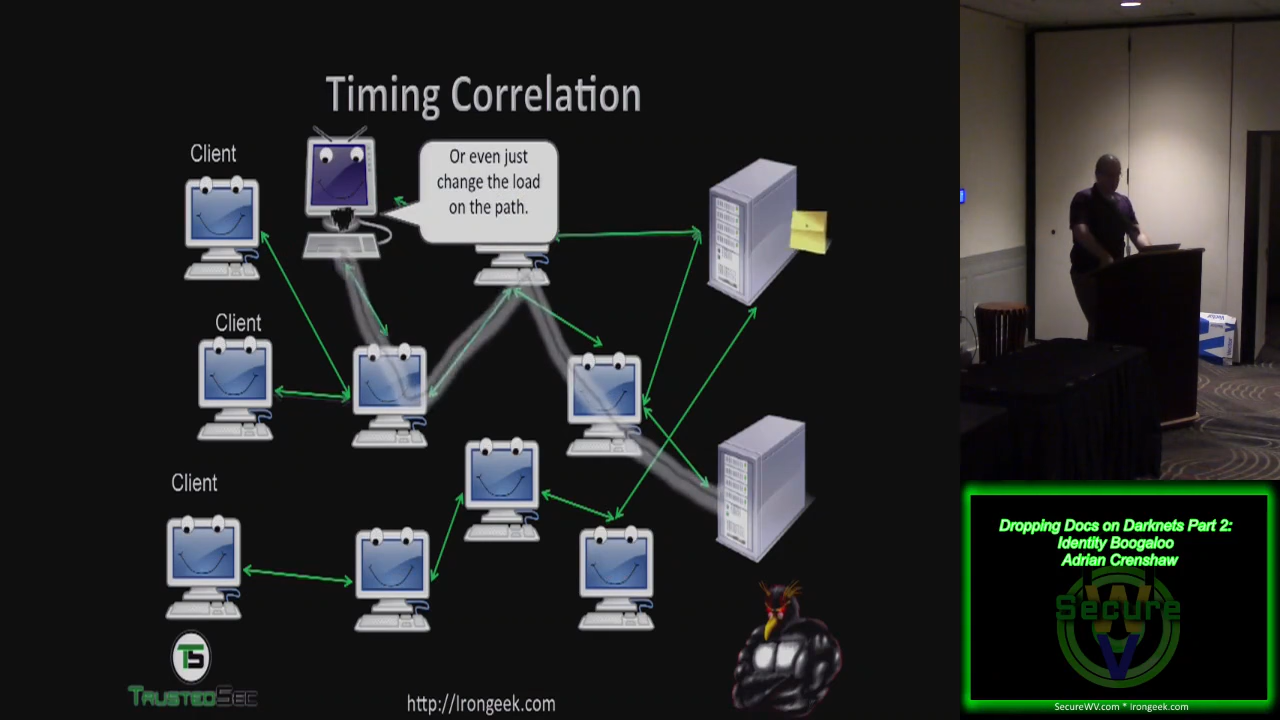 Timing Correlation
Client
Or even just
change the load
on the path.
Client
Client
TS
TRUSTEDSEC
http://Irongeek.com
Dropping Docs on Darknets Part 2:
Identity Boogaloo
Adrian Crenshaw
Secure
W
V
SecureWV.com * Irongeek.com